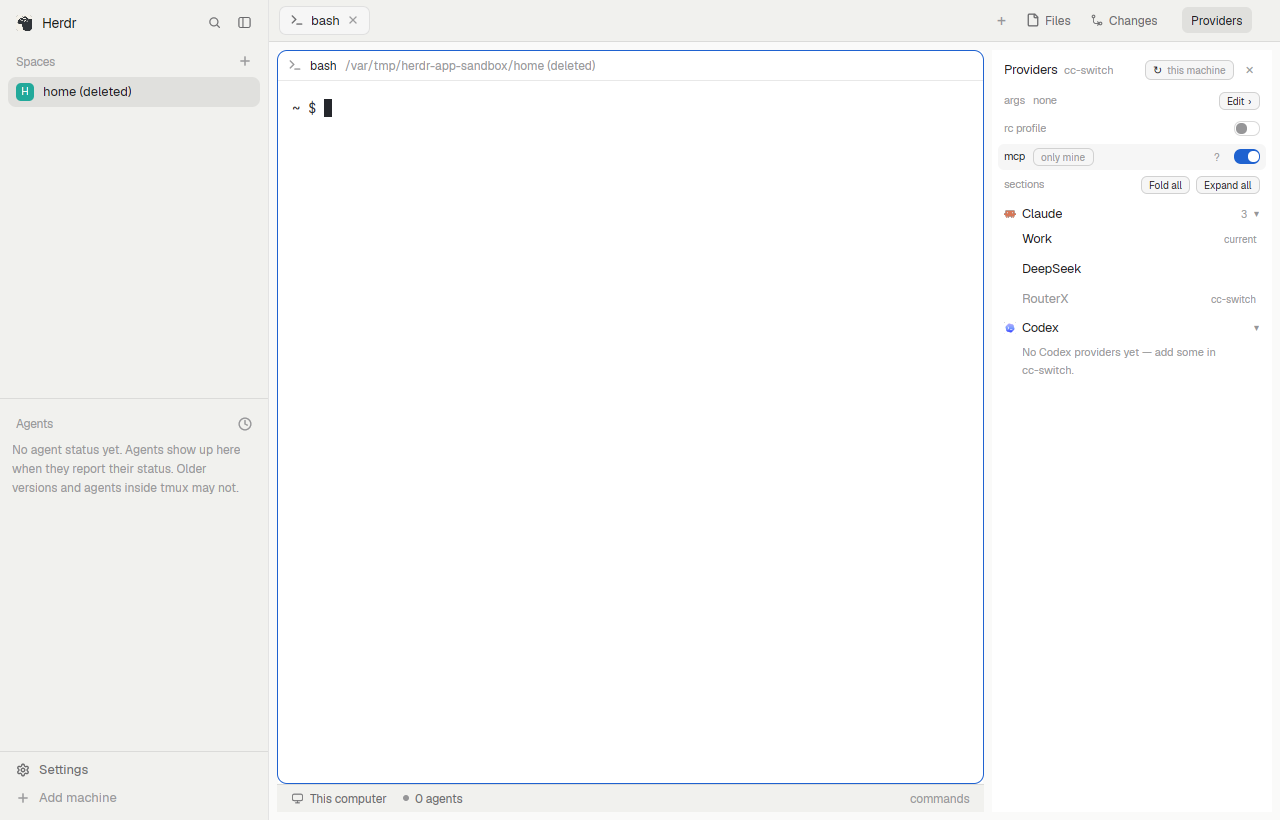 Herdr
Spaces
H home (deleted)
Agents
No agent status yet. Agents show up here
when they report their status. Older
versions and agents inside tmux may not.
Settings
Add machine
bash
Files
Changes
Providers
bash /var/tmp/herdr-app-sandbox/home (deleted)
~ $
This computer
0 agents
commands
Providers cc-switch
↻ this machine ×
args none
Edit ›
rc profile
mcp only mine ?
sections Fold all Expand all
Claude 3 ▾
Work current
DeepSeek
RouterX cc-switch
Codex ▾
No Codex providers yet — add some in
cc-switch.